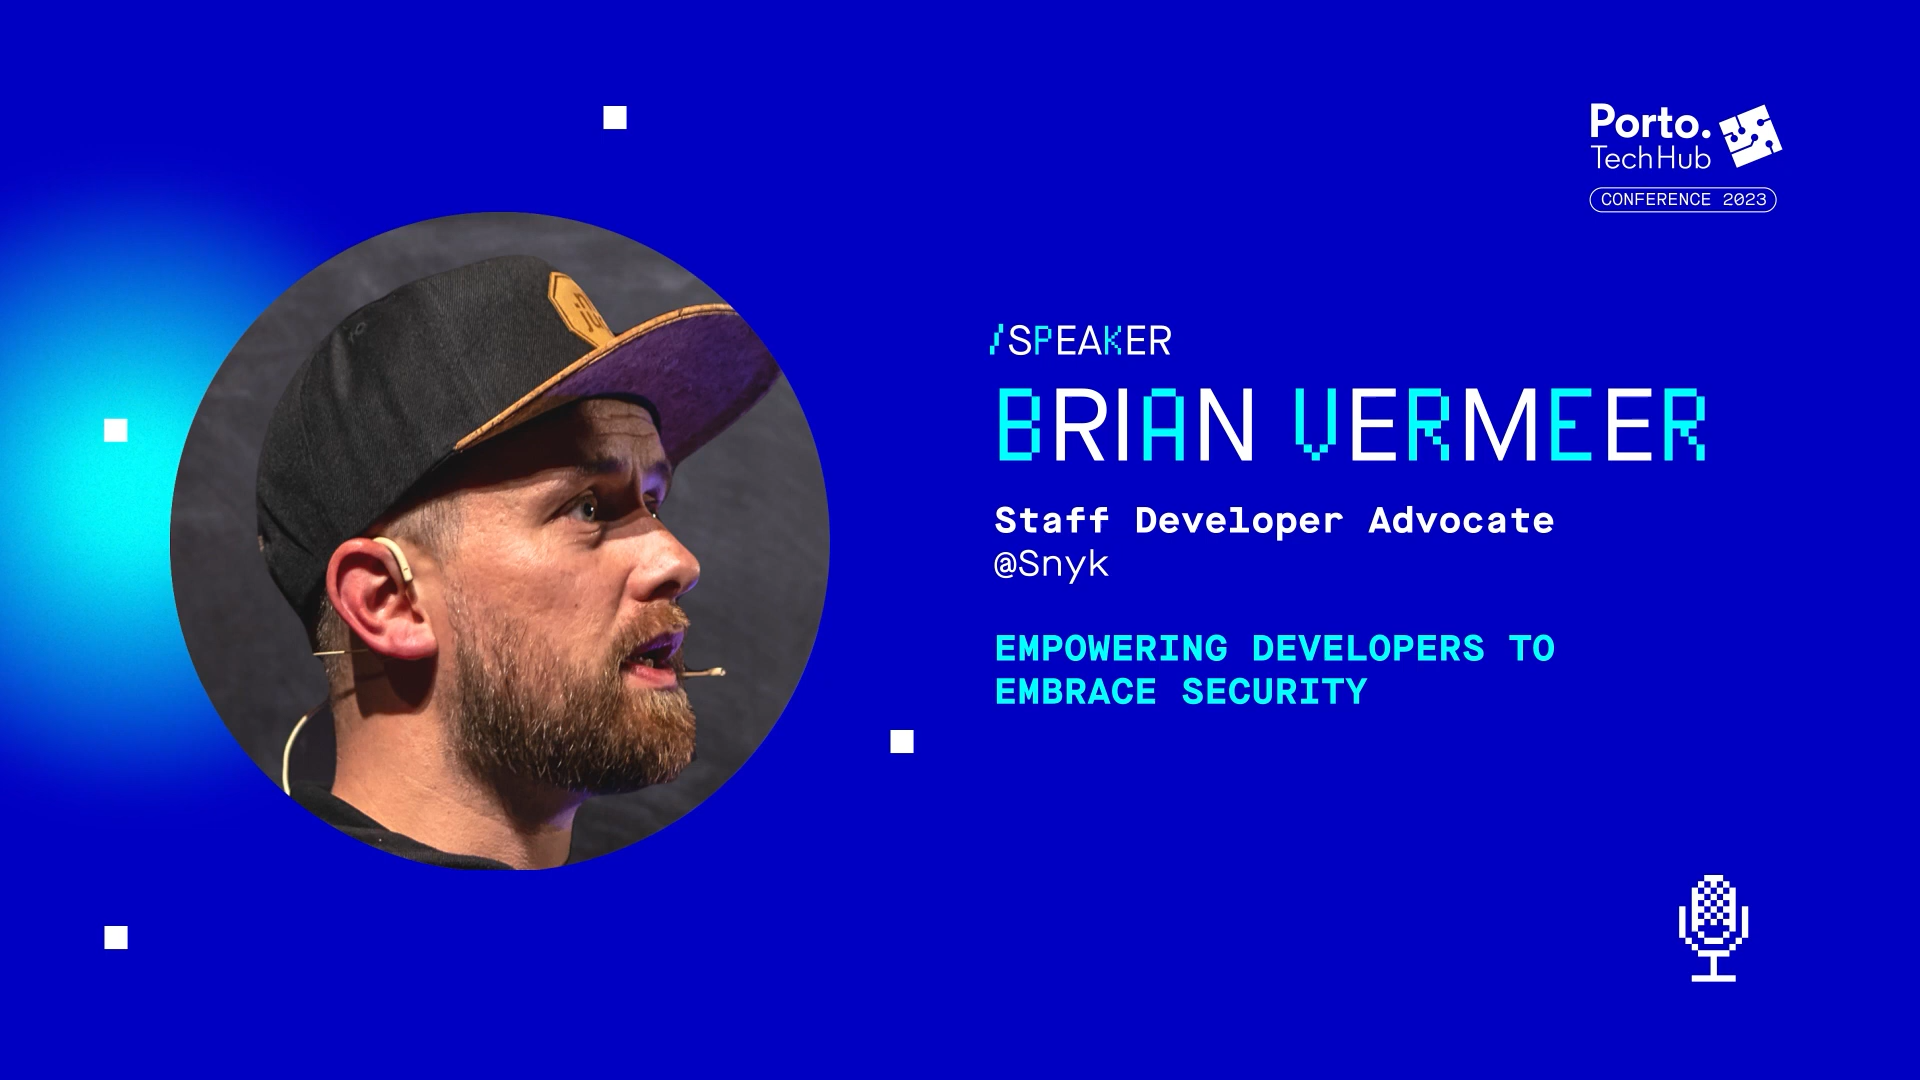 Porto.
TechHub
CONFERENCE 2023
/SPEAKER
BRIAN VERMEER
Staff Developer Advocate
@Snyk
EMPOWERING DEVELOPERS TO
EMBRACE SECURITY